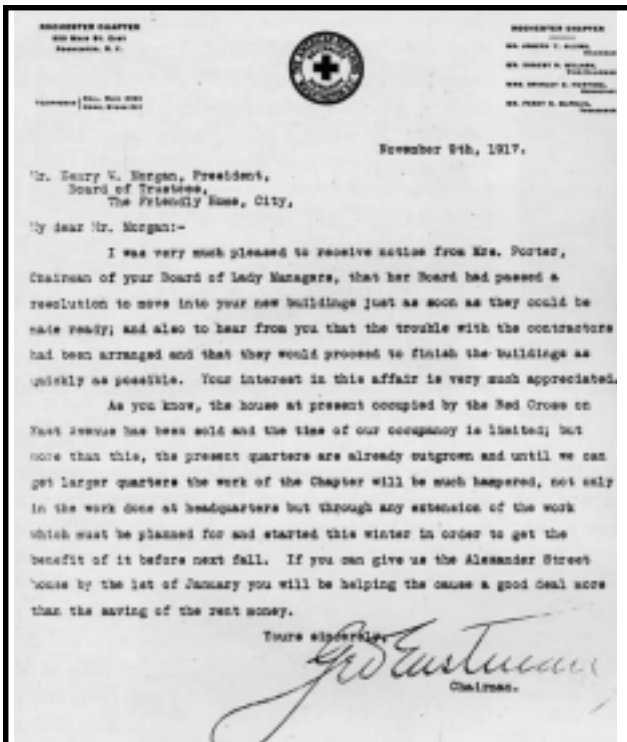 ROCHESTER CHAPTER
ROCHESTER CHAPTER
November 9th, 1917.
Mr. Henry W. Morgan, President,
Board of Trustees,
The Friendly Home, City,
My dear Mr. Morgan:-
I was very much pleased to receive notice from Mrs. Porter,
Chairman of your Board of Lady Managers, that her Board had passed a
resolution to move into your new buildings just as soon as they could be
made ready; and also to hear from you that the trouble with the contractors
had been arranged and that they would proceed to finish the buildings as
quickly as possible. Your interest in this affair is very much appreciated.
As you know, the house at present occupied by the Red Cross on
East Avenue has been sold and the time of our occupancy is limited; but
more than this, the present quarters are already outgrown and until we can
get larger quarters the work of the Chapter will be much hampered, not only
in the work done at headquarters but through any extension of the work
which must be planned for and started this winter in order to get the
benefit of it before next fall. If you can give us the Alexander Street
house by the 1st of January you will be helping the cause a good deal more
than the saving of the rent money.
Yours sincerely,
Geo Eastman
Chairman.